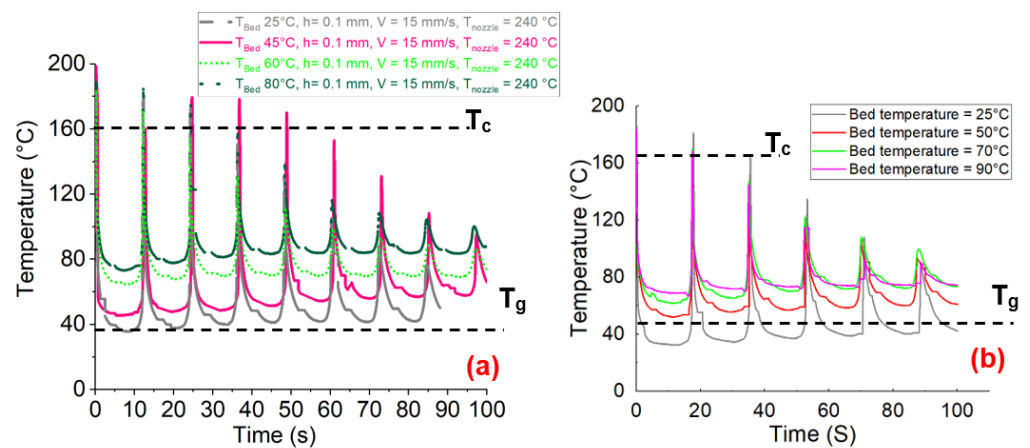 T_Bed 25°C, h= 0.1 mm, V = 15 mm/s, T_nozzle = 240 °C
T_Bed 45°C, h= 0.1 mm, V = 15 mm/s, T_nozzle = 240 °C
T_Bed 60°C, h= 0.1 mm, V = 15 mm/s, T_nozzle = 240 °C
T_Bed 80°C, h= 0.1 mm, V = 15 mm/s, T_nozzle = 240 °C
200
160
120
80
40
0
Temperature (°C)
T_c
T_g
(a)
0 10 20 30 40 50 60 70 80 90 100
Time (s)
Bed temperature = 25°C
Bed temperature = 50°C
Bed temperature = 70°C
Bed temperature = 90°C
200
160
120
80
40
0
Temperature (°C)
T_c
T_g
(b)
0 20 40 60 80 100
Time (S)